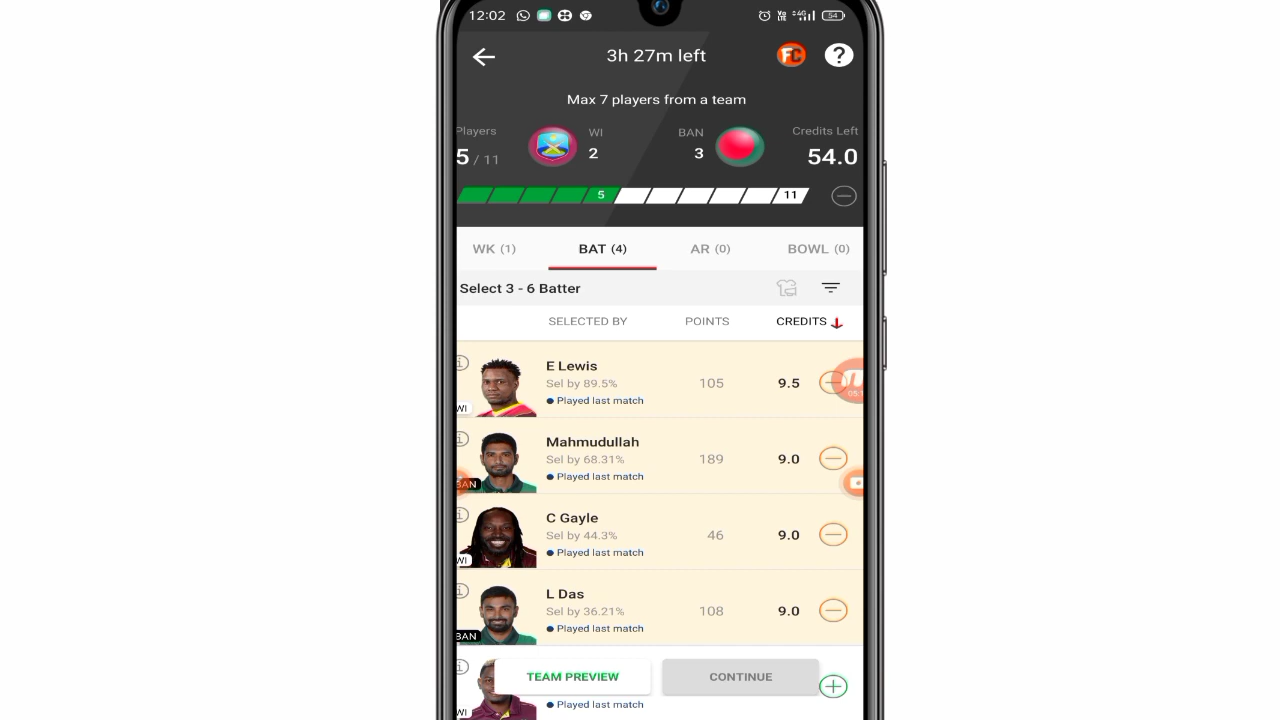 12:02
54
3h 27m left
FC
?
Max 7 players from a team
Players
WI
BAN
Credits Left
5 / 11
2
3
54.0
5
11
WK (1)
BAT (4)
AR (0)
BOWL (0)
Select 3 - 6 Batter
SELECTED BY
POINTS
CREDITS
E Lewis
Sel by 89.5%
105
9.5
Played last match
WI
Mahmudullah
Sel by 68.31%
189
9.0
Played last match
BAN
C Gayle
Sel by 44.3%
46
9.0
Played last match
WI
L Das
Sel by 36.21%
108
9.0
Played last match
BAN
TEAM PREVIEW
CONTINUE
Played last match
WI